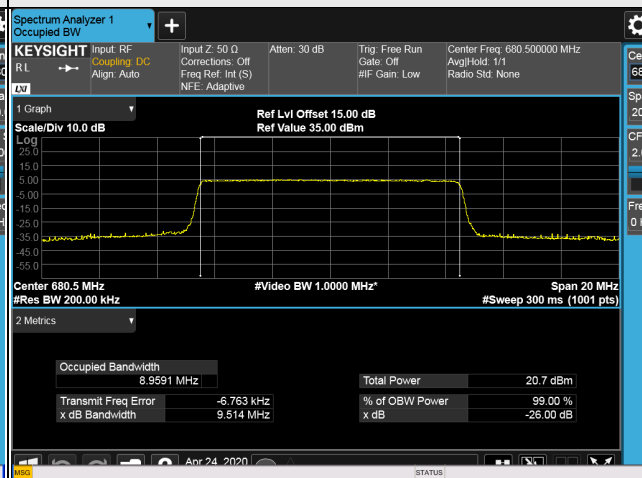 Spectrum Analyzer 1
Occupied BW
+
KEYSIGHT Input: RF Input Z: 50 Ω Atten: 30 dB Trig: Free Run Center Freq: 680.500000 MHz
RL Coupling: DC Corrections: Off Gate: Off Avg|Hold: 1/1
Align: Auto Freq Ref: Int (S) #IF Gain: Low Radio Std: None
LXI NFE: Adaptive
1 Graph
Ref Lvl Offset 15.00 dB
Scale/Div 10.0 dB Ref Value 35.00 dBm
Log
25.0
15.0
5.00
-5.00
-15.0
-25.0
-35.0
-45.0
-55.0
Center 680.5 MHz #Video BW 1.0000 MHz* Span 20 MHz
#Res BW 200.00 kHz #Sweep 300 ms (1001 pts)
2 Metrics
Occupied Bandwidth
8.9591 MHz Total Power 20.7 dBm
Transmit Freq Error -6.763 kHz % of OBW Power 99.00 %
x dB Bandwidth 9.514 MHz x dB -26.00 dB
Apr 24, 2020
MSG STATUS